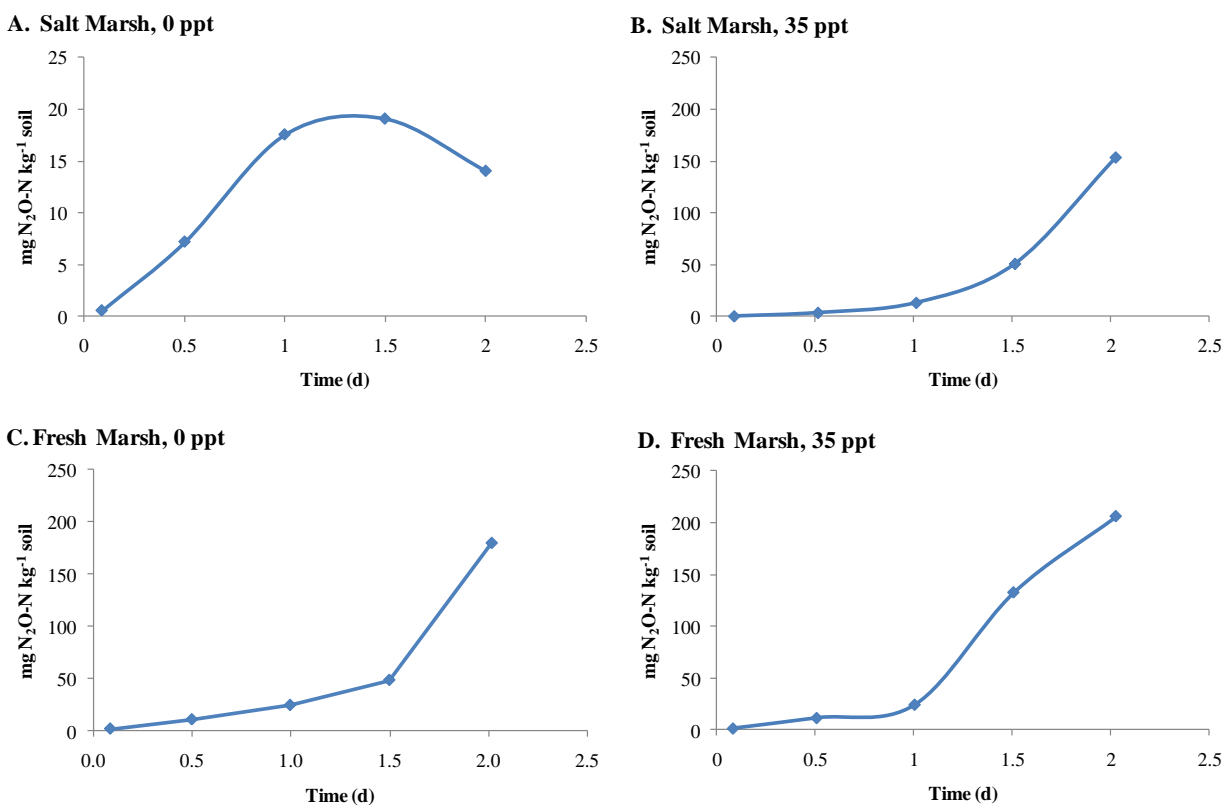 A. Salt Marsh, 0 ppt
25
20
15
10
5
0
0 0.5 1 1.5 2 2.5
mg N₂O-N kg⁻¹ soil
Time (d)
B. Salt Marsh, 35 ppt
250
200
150
100
50
0
0 0.5 1 1.5 2 2.5
mg N₂O-N kg⁻¹ soil
Time (d)
C. Fresh Marsh, 0 ppt
250
200
150
100
50
0
0.0 0.5 1.0 1.5 2.0 2.5
mg N₂O-N kg⁻¹ soil
Time (d)
D. Fresh Marsh, 35 ppt
250
200
150
100
50
0
0 0.5 1 1.5 2 2.5
mg N₂O-N kg⁻¹ soil
Time (d)